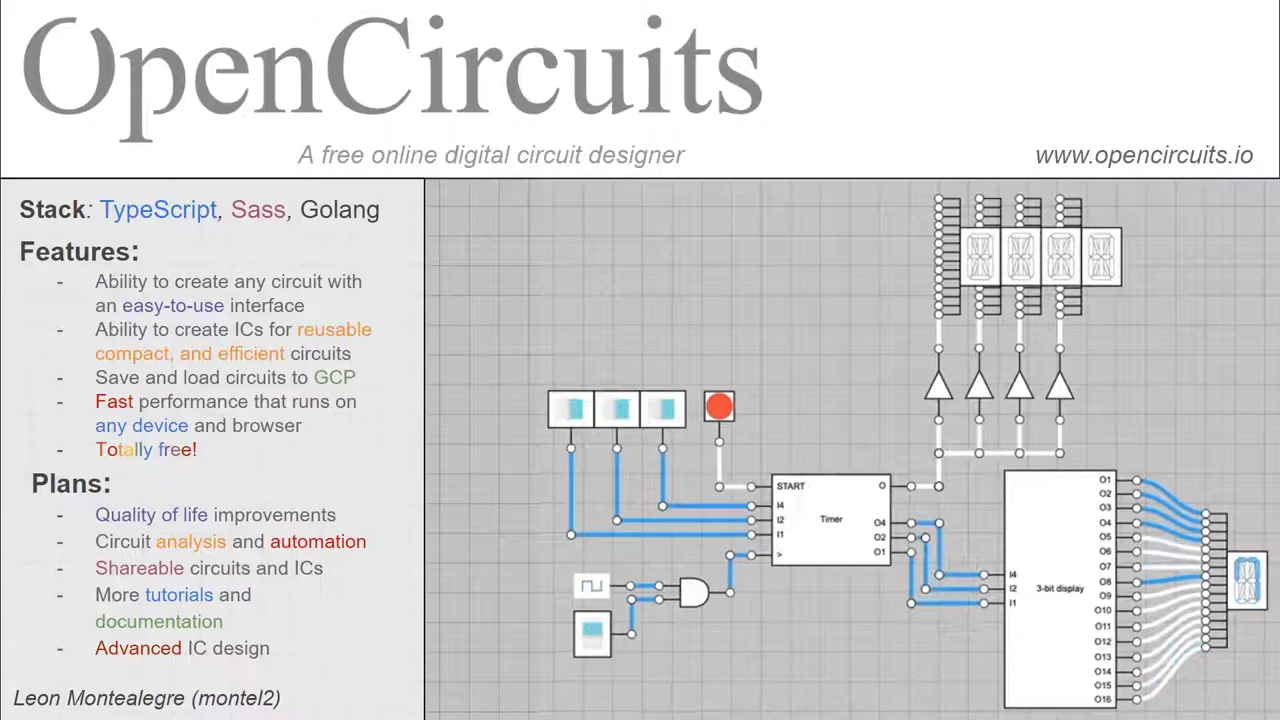 OpenCircuits
A free online digital circuit designer
www.opencircuits.io
Stack: TypeScript, Sass, Golang
Features:
- Ability to create any circuit with
an easy-to-use interface
- Ability to create ICs for reusable
compact, and efficient circuits
- Save and load circuits to GCP
- Fast performance that runs on
any device and browser
- Totally free!
Plans:
- Quality of life improvements
- Circuit analysis and automation
- Shareable circuits and ICs
- More tutorials and
documentation
- Advanced IC design
Leon Montealegre (montel2)
START
I4
I2
I1
>
Timer
O
O4
O2
O1
I4
I2
I1
3-bit display
O1
O2
O3
O4
O5
O6
O7
O8
O9
O10
O11
O12
O13
O14
O15
O16